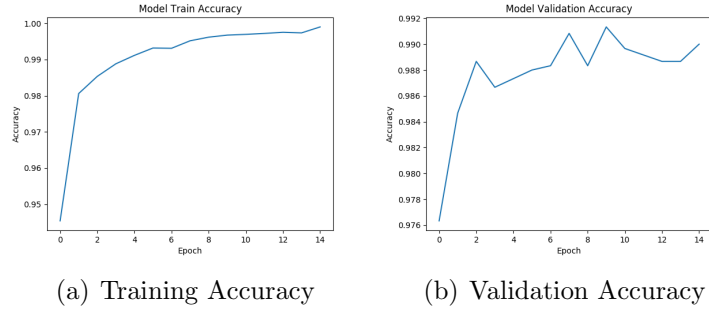 Model Train Accuracy
1.00
0.99
0.98
0.97
0.96
0.95
Accuracy
0 2 4 6 8 10 12 14
Epoch
(a) Training Accuracy
Model Validation Accuracy
0.992
0.990
0.988
0.986
0.984
0.982
0.980
0.978
0.976
Accuracy
0 2 4 6 8 10 12 14
Epoch
(b) Validation Accuracy